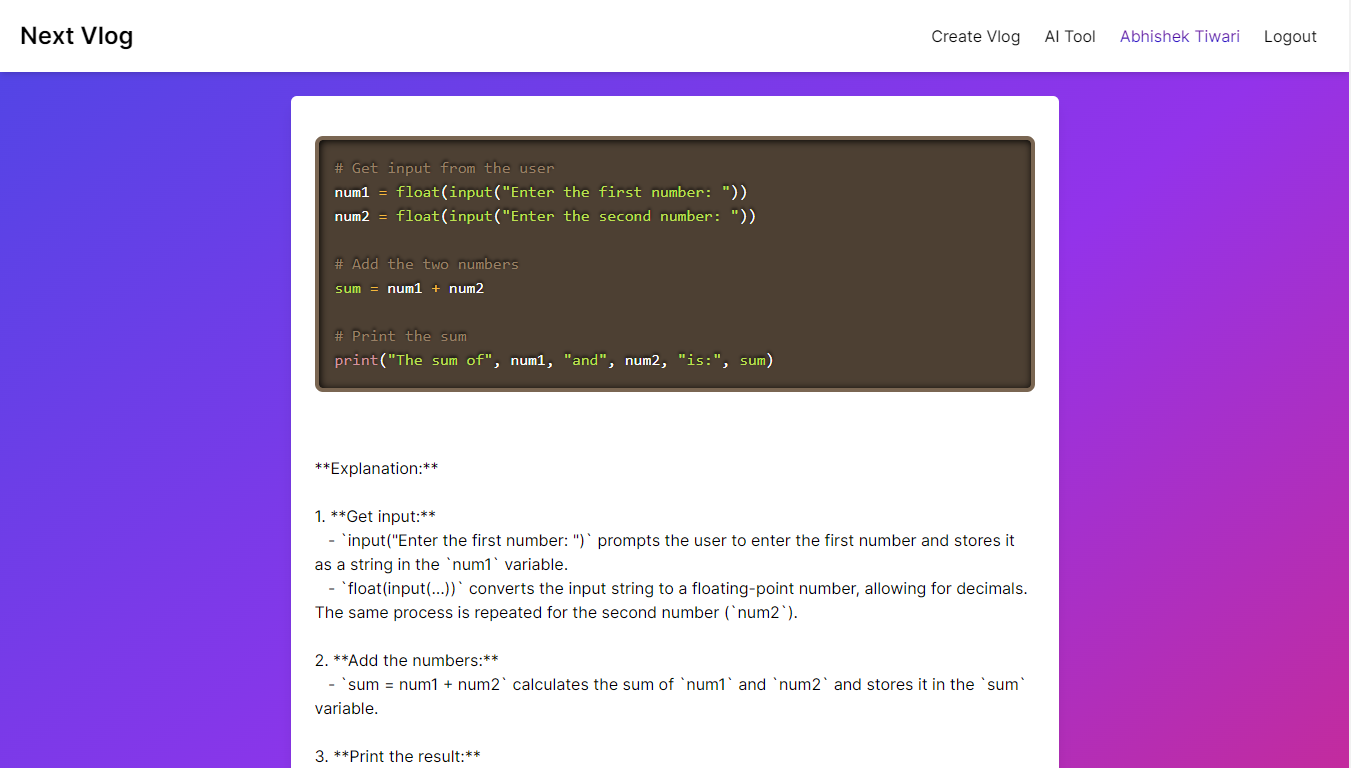 Next Vlog
Create Vlog
AI Tool
Abhishek Tiwari
Logout
# Get input from the user
num1 = float(input("Enter the first number: "))
num2 = float(input("Enter the second number: "))
# Add the two numbers
sum = num1 + num2
# Print the sum
print("The sum of", num1, "and", num2, "is:", sum)
**Explanation:**
1. **Get input:**
- `input("Enter the first number: ")` prompts the user to enter the first number and stores it
as a string in the `num1` variable.
- `float(input(...))` converts the input string to a floating-point number, allowing for decimals.
The same process is repeated for the second number (`num2`).
2. **Add the numbers:**
- `sum = num1 + num2` calculates the sum of `num1` and `num2` and stores it in the `sum`
variable.
3. **Print the result:**